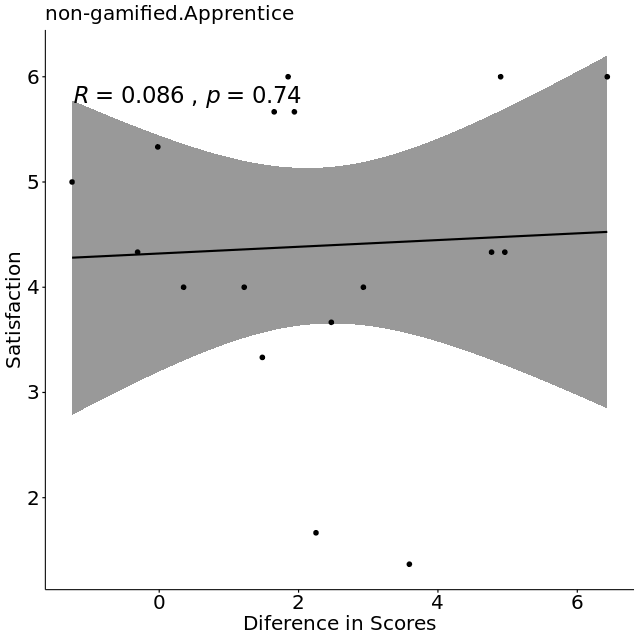 non-gamified.Apprentice
6
R = 0.086 , p = 0.74
5
4
3
2
Satisfaction
0 2 4 6
Diference in Scores